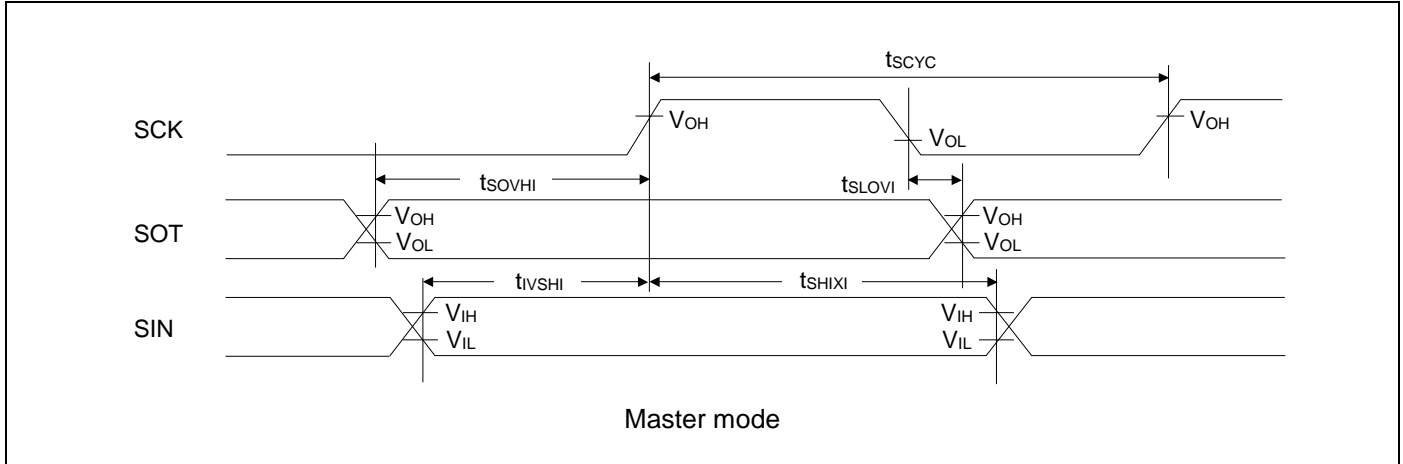 tSCYC
SCK
VOH
VOL
VOH
tSOVHI
tSLOVI
SOT
VOH
VOL
VOH
VOL
tIVSHI
tSHIXI
SIN
VIH
VIL
VIH
VIL
Master mode